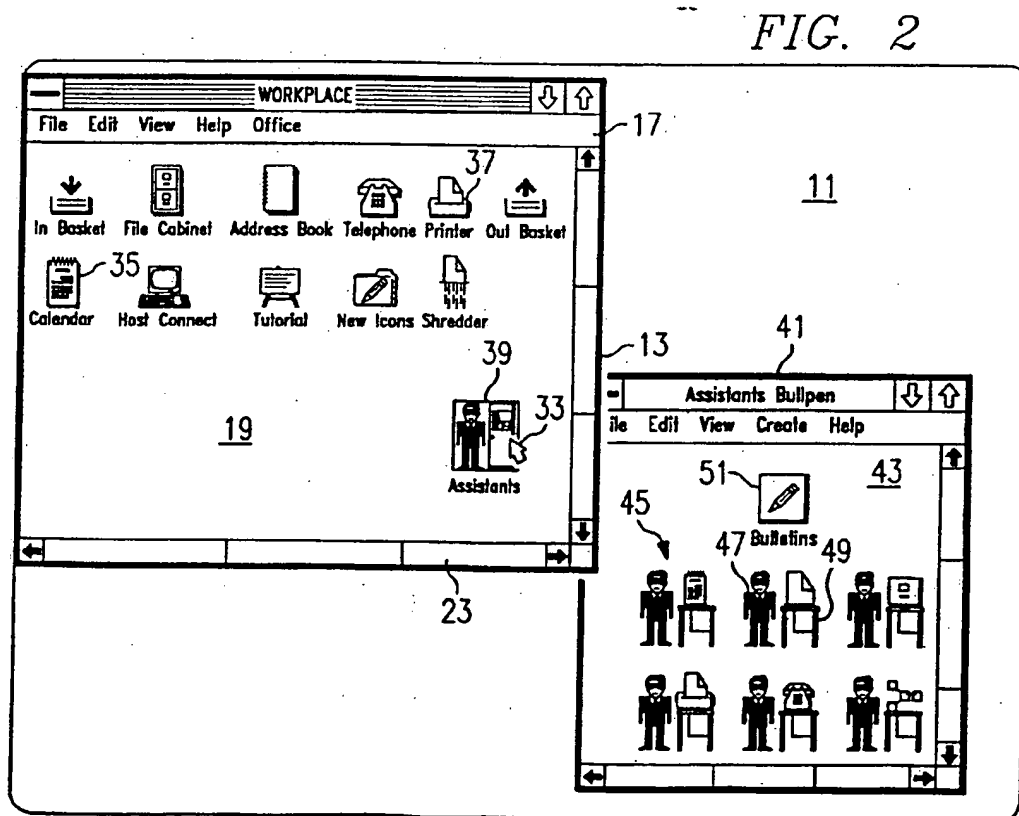 FIG. 2
WORKPLACE
File Edit View Help Office
17
37
11
In Basket File Cabinet Address Book Telephone Printer Out Basket
35
Calendar Host Connect Tutorial New Icons Shredder
13
41
39
Assistants Bullpen
33
ile Edit View Create Help
19
Assistants
51
43
45
Bulletins
47
49
23